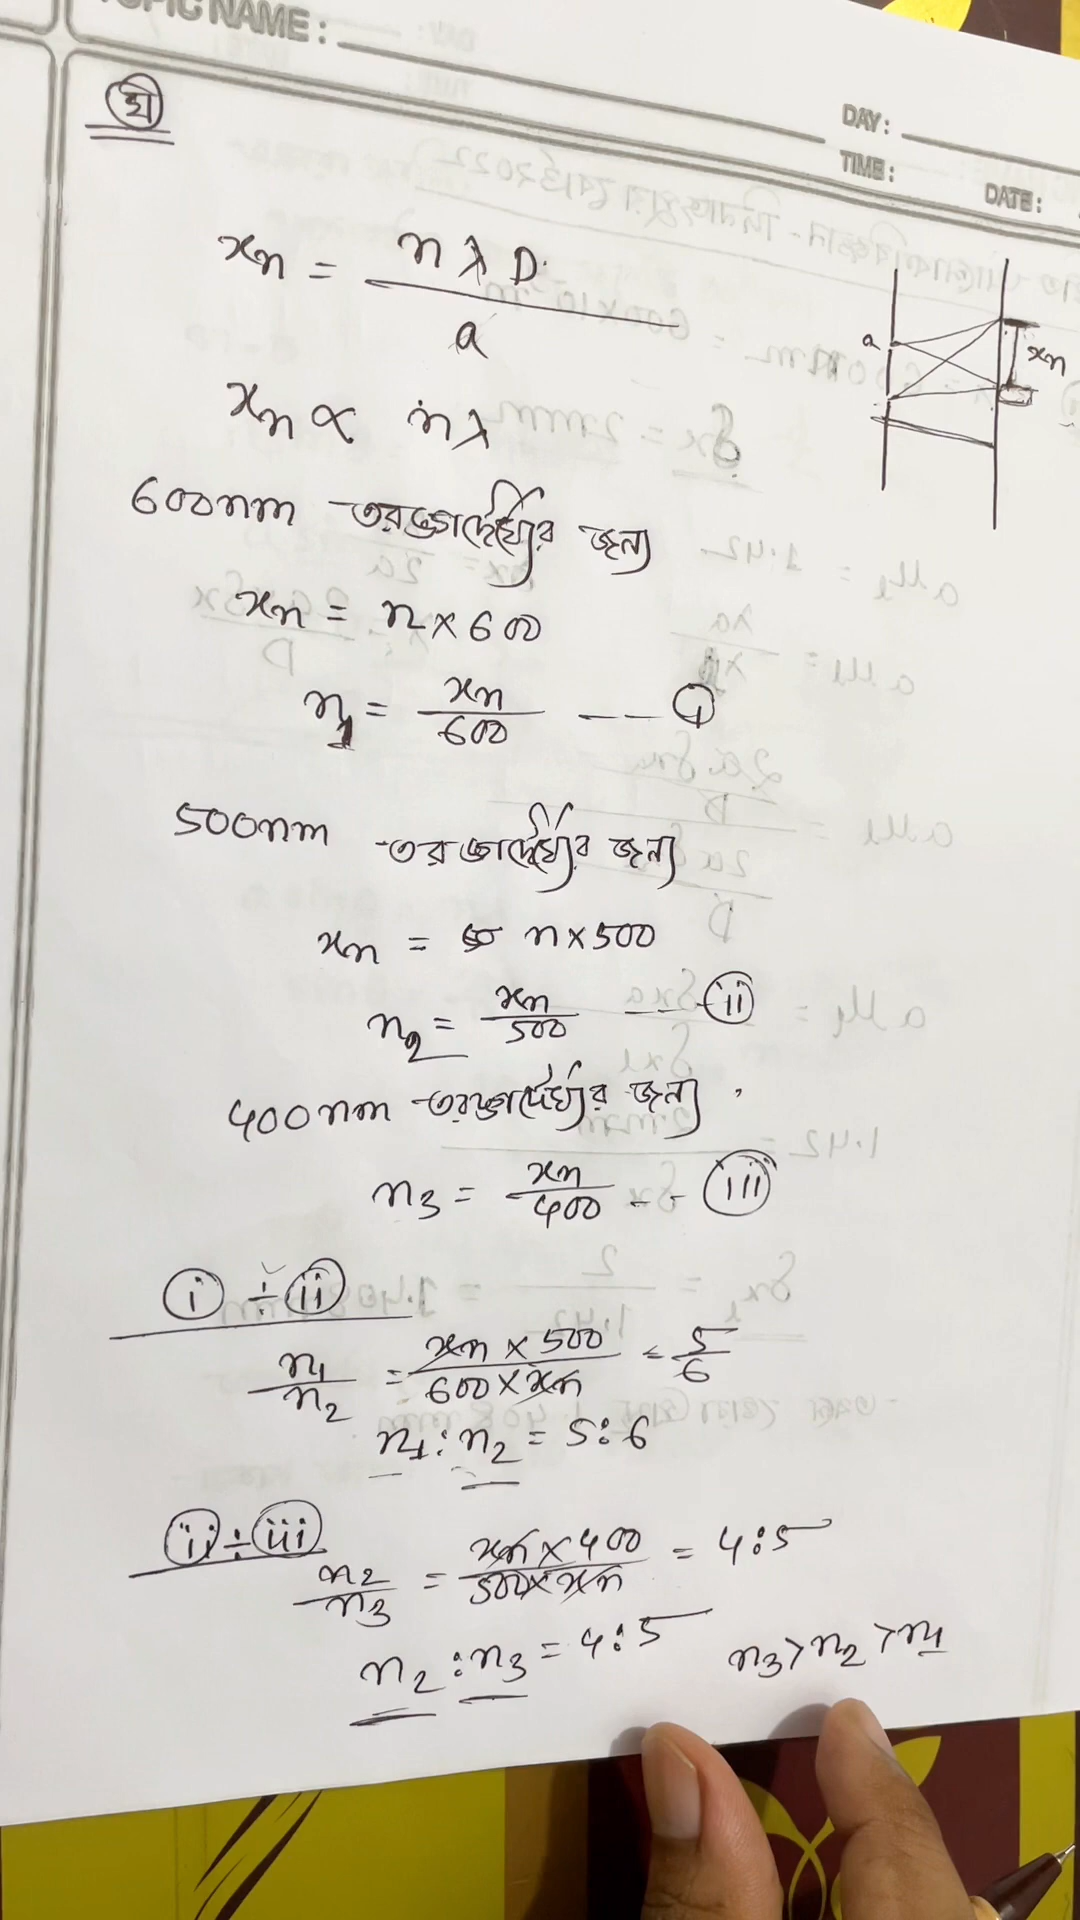 TOPIC NAME :
DAY :
TIME :
DATE :
ঘ
xn = nλD / a
a
xn
xn ∝ nλ
600nm তরঙ্গদৈর্ঘ্যের জন্য
xn = n × 600
n1 = xn / 600 --- i
500nm তরঙ্গদৈর্ঘ্যের জন্য
xn = n × 500
n2 = xn / 500 --- ii
400nm তরঙ্গদৈর্ঘ্যের জন্য
n3 = xn / 400 -- iii
i ÷ ii
n1 / n2 = xn × 500 / 600 × xn = 5 / 6
n1 : n2 = 5 : 6
ii ÷ iii
n2 / n3 = xn × 400 / 500 × xn = 4 : 5
n2 : n3 = 4 : 5
n3 > n2 > n1